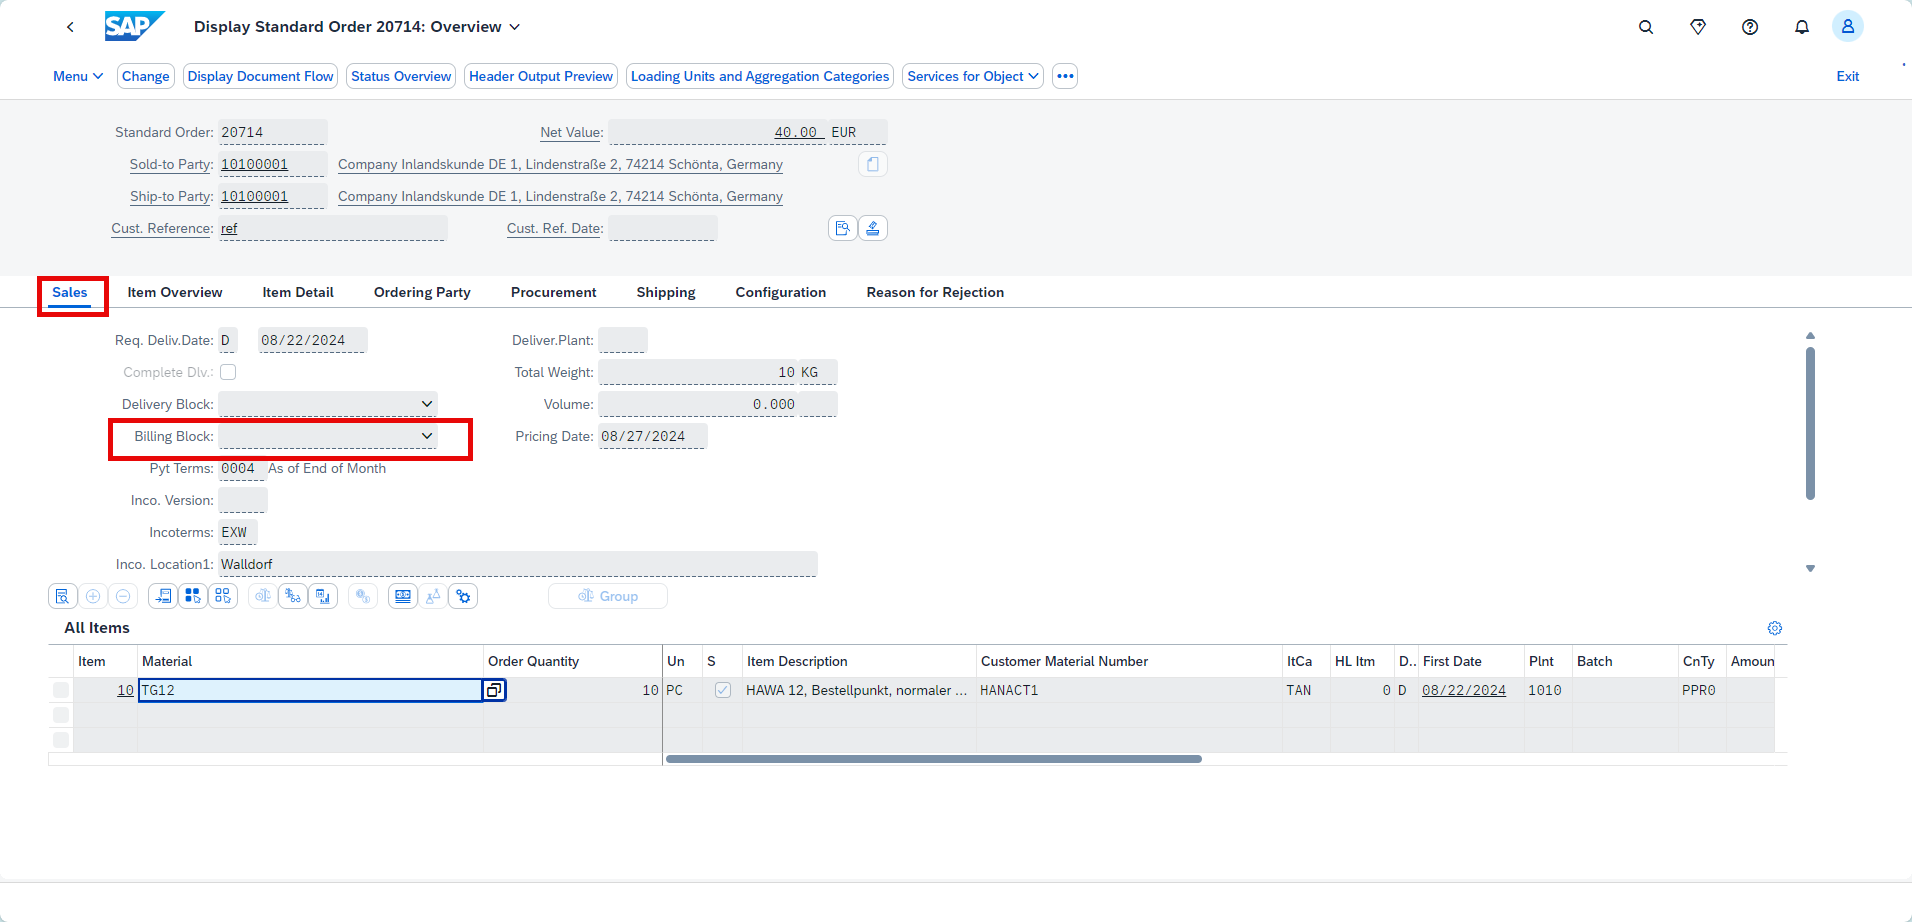 SAP Display Standard Order 20714: Overview
Menu Change Display Document Flow Status Overview Header Output Preview Loading Units and Aggregation Categories Services for Object Exit
Standard Order: 20714 Net Value: 40.00 EUR
Sold-to Party: 10100001 Company Inlandskunde DE 1, Lindenstraße 2, 74214 Schönta, Germany
Ship-to Party: 10100001 Company Inlandskunde DE 1, Lindenstraße 2, 74214 Schönta, Germany
Cust. Reference: ref Cust. Ref. Date:
Sales Item Overview Item Detail Ordering Party Procurement Shipping Configuration Reason for Rejection
Req. Deliv.Date: D 08/22/2024 Deliver.Plant:
Complete Dlv.: Total Weight: 10 KG
Delivery Block: Volume: 0.000
Billing Block: Pricing Date: 08/27/2024
Pyt Terms: 0004 As of End of Month
Inco. Version:
Incoterms: EXW
Inco. Location1: Walldorf
Group
All Items
Item Material Order Quantity Un S Item Description Customer Material Number ItCa HL Itm D.. First Date Plnt Batch CnTy Amoun
10 TG12 10 PC HAWA 12, Bestellpunkt, normaler ... HANACT1 TAN 0 D 08/22/2024 1010 PPR0